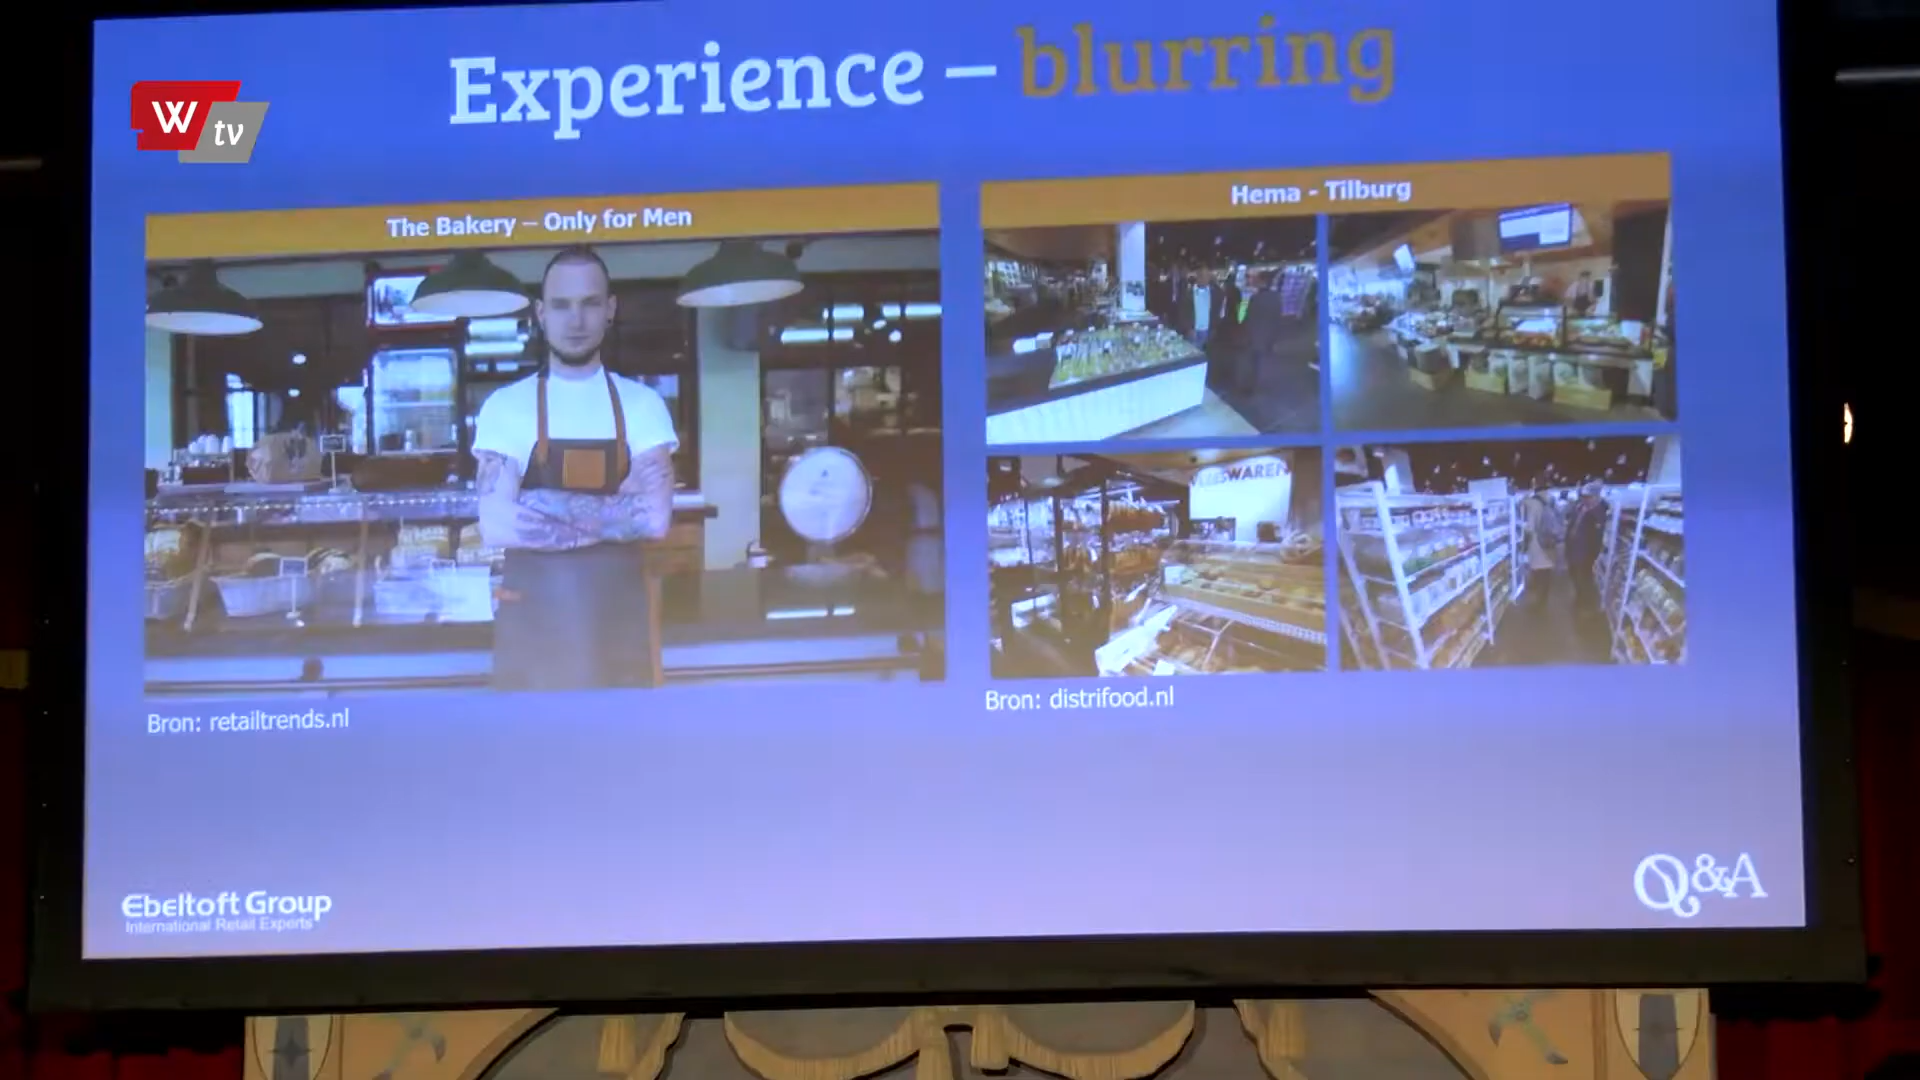 Experience – blurring
W tv
The Bakery – Only for Men
Hema - Tilburg
VLEESWAREN
Bron: retailtrends.nl
Bron: distrifood.nl
Ebeltoft Group
International Retail Experts
Q&A